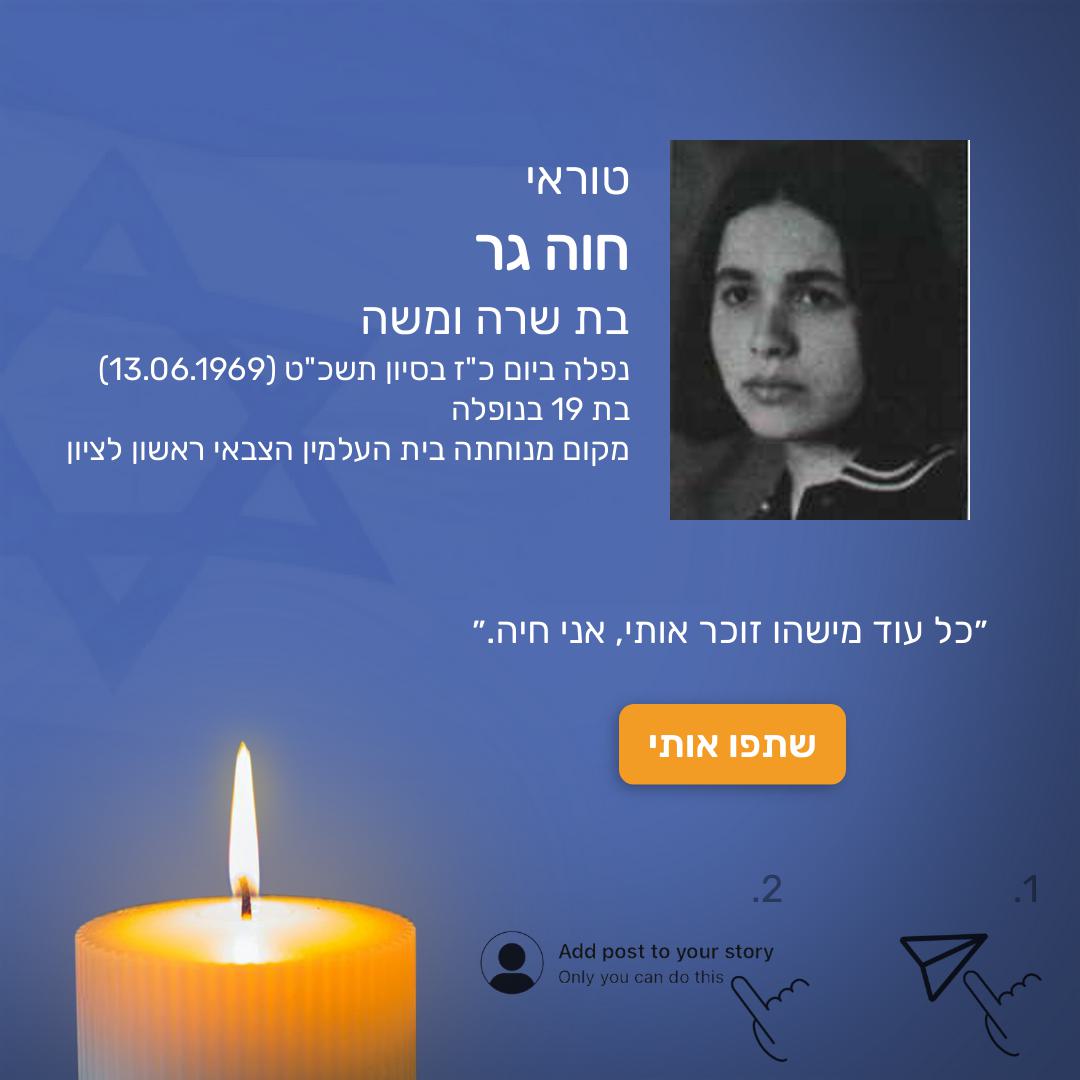 טוראי
חוה גר
בת שרה ומשה
נפלה ביום כ"ז בסיון תשכ"ט (13.06.1969)
בת 19 בנופלה
מקום מנוחתה בית העלמין הצבאי ראשון לציון
״כל עוד מישהו זוכר אותי, אני חיה.״
שתפו אותי
1.
2.
Add post to your story
Only you can do this